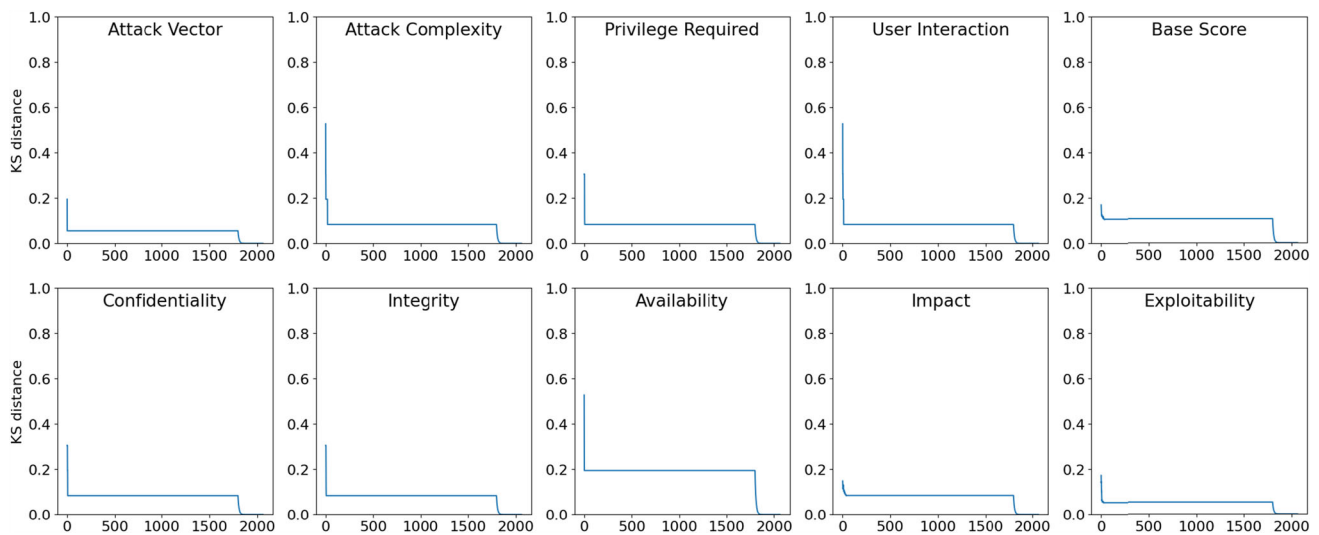 Attack Vector Attack Complexity Privilege Required User Interaction Base Score
KS distance
1.0 1.0 1.0 1.0 1.0
0.8 0.8 0.8 0.8 0.8
0.6 0.6 0.6 0.6 0.6
0.4 0.4 0.4 0.4 0.4
0.2 0.2 0.2 0.2 0.2
0.0 0.0 0.0 0.0 0.0
0 500 1000 1500 2000 0 500 1000 1500 2000 0 500 1000 1500 2000 0 500 1000 1500 2000 0 500 1000 1500 2000
Confidentiality Integrity Availability Impact Exploitability
KS distance
1.0 1.0 1.0 1.0 1.0
0.8 0.8 0.8 0.8 0.8
0.6 0.6 0.6 0.6 0.6
0.4 0.4 0.4 0.4 0.4
0.2 0.2 0.2 0.2 0.2
0.0 0.0 0.0 0.0 0.0
0 500 1000 1500 2000 0 500 1000 1500 2000 0 500 1000 1500 2000 0 500 1000 1500 2000 0 500 1000 1500 2000